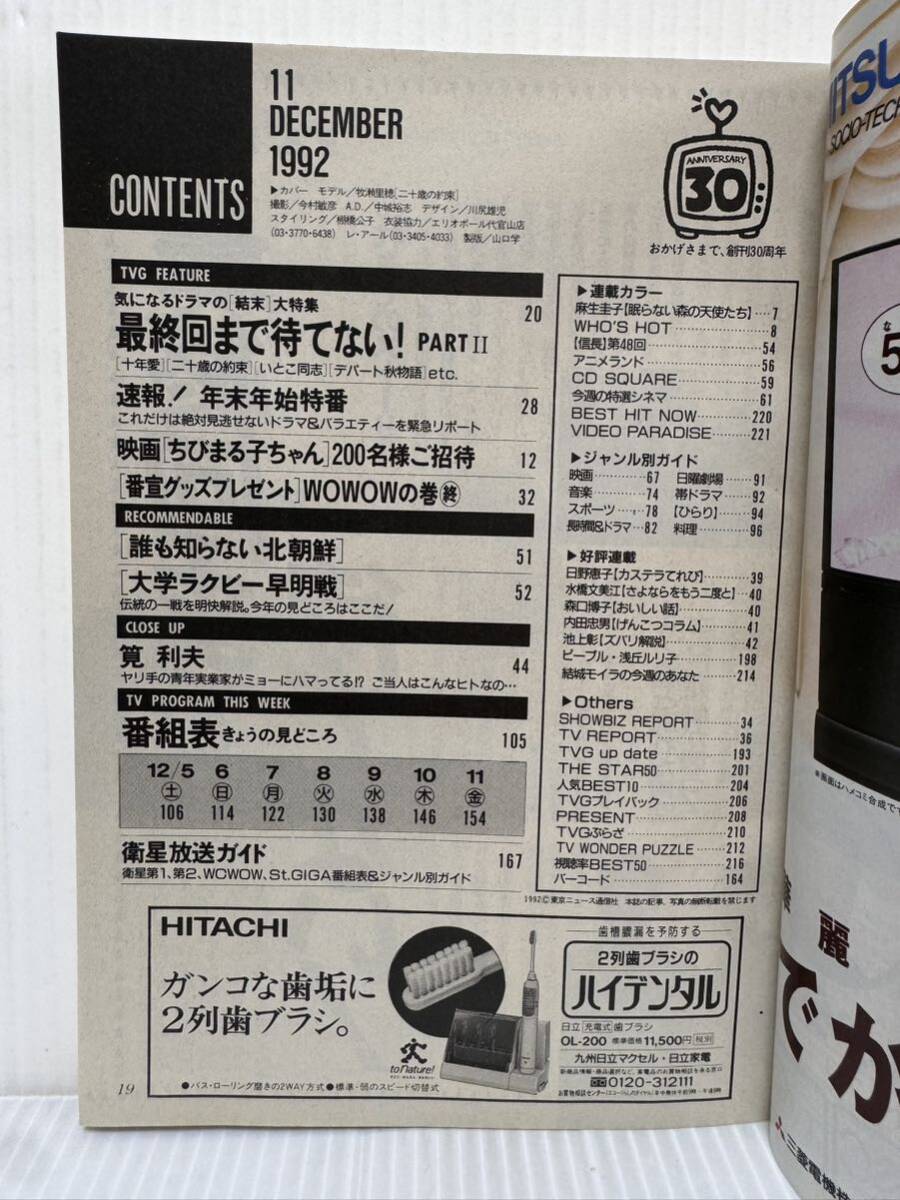 CONTENTS
11
DECEMBER
1992
▶カバー モデル／牧瀬里穂[二十歳の約束]
撮影／今村敏彦 A.D.／中城裕志 デザイン／川尻雄児
スタイリング／棚橋公子 衣装協力／エリオポール代官山店
(03・3770・6438) レ・アール(03・3405・4033) 製版／山口学
ANNIVERSARY
30
おかげさまで、創刊30周年
TVG FEATURE
気になるドラマの[結末]大特集
最終回まで待てない! PART II 20
[十年愛][二十歳の約束][いとこ同志][デパート秋物語]etc.
速報! 年末年始特番 28
これだけは絶対見逃せないドラマ&バラエティーを緊急リポート
映画[ちびまる子ちゃん]200名様ご招待 12
[番宣グッズプレゼント]WOWOWの巻㊡ 32
RECOMMENDABLE
[誰も知らない北朝鮮] 51
[大学ラクビー早明戦] 52
伝統の一戦を明快解説。今年の見どころはここだ!
CLOSE UP
筧 利夫 44
ヤリ手の青年実業家がミョーにハマってる!? ご当人はこんなヒトなの…
TV PROGRAM THIS WEEK
番組表きょうの見どころ 105
12/5 6 7 8 9 10 11
土 日 月 火 水 木 金
106 114 122 130 138 146 154
衛星放送ガイド 167
衛星第1、第2、WCWOW、St.GIGA番組表&ジャンル別ガイド
▶連載カラー
麻生圭子【眠らない森の天使たち】…7
WHO'S HOT…8
【信長】第48回…54
アニメランド…56
CD SQUARE…59
今週の特選シネマ…61
BEST HIT NOW…220
VIDEO PARADISE…221
▶ジャンル別ガイド
映画…67 日曜劇場…91
音楽…74 帯ドラマ…92
スポーツ…78 【ひらり】…94
長時間&ドラマ…82 料理…96
▶好評連載
日野恵子【カステラてれび】…39
水橋文美江【さよならをもう二度と】…40
森口博子【おいしい話】…40
内田忠男【げんこつコラム】…41
池上彰【ズバリ解説】…42
ピープル・浅丘ルリ子…198
結城モイラの今週のあなた…214
▶Others
SHOWBIZ REPORT…34
TV REPORT…36
TVG up date…193
THE STAR50…201
人気BEST10…204
TVGプレイバック…206
PRESENT…208
TVGぷらざ…210
TV WONDER PUZZLE…212
視聴率BEST50…216
バーコード…164
1992© 東京ニュース通信社 本誌の記事、写真の無断転載を禁じます
HITACHI
ガンコな歯垢に
2列歯ブラシ。
to nature!
●バス・ローリング磨きの2WAY方式●標準・弱のスピード切替式
歯槽膿漏を予防する
2列歯ブラシの
ハイデンタル
日立 充電式 歯ブラシ
OL-200 標準価格11,500円 税別
九州日立マクセル・日立家電
0120-312111
19
ITSU
SOCIO-TECH
な
5
※画面はハメコミ合成です
麗
でか
三菱電機株